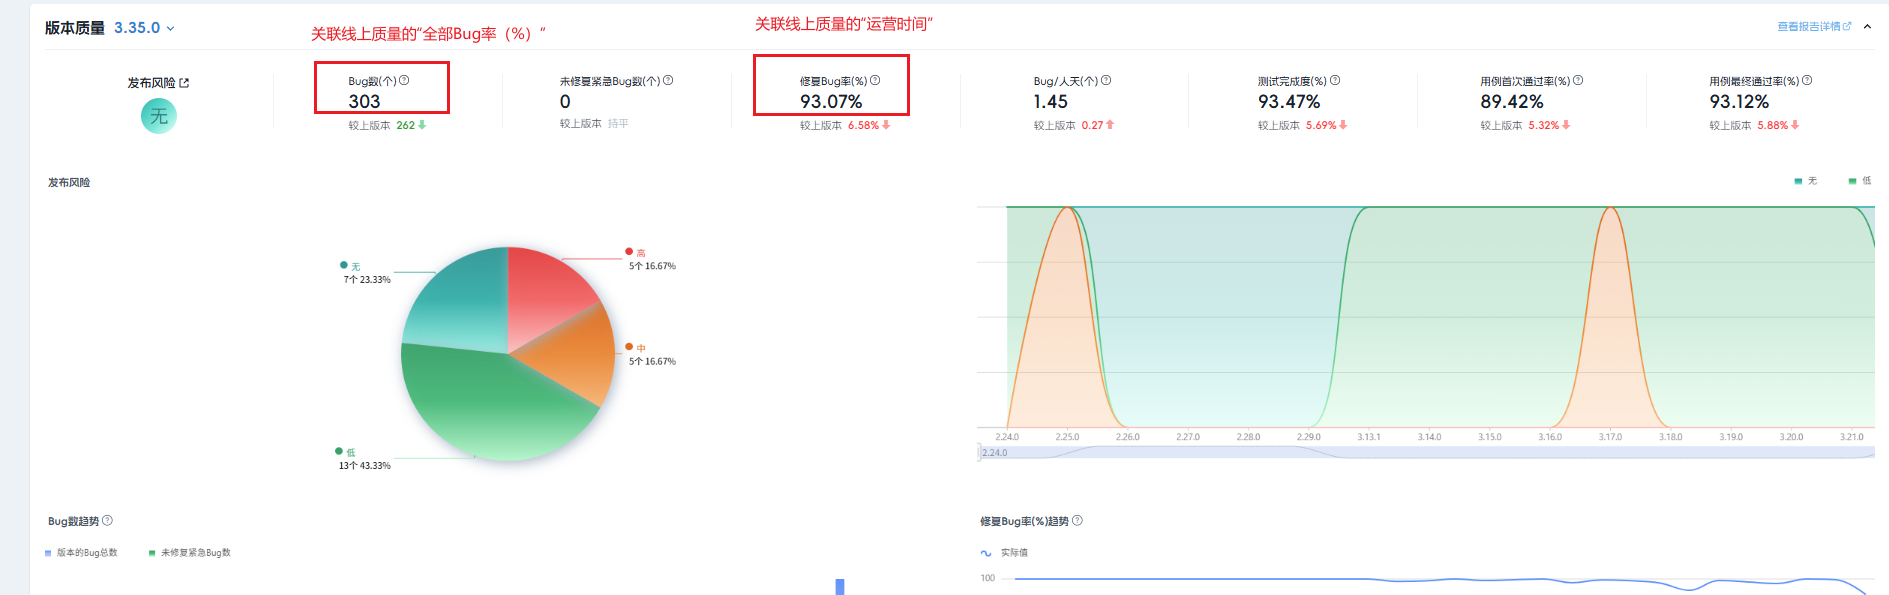 版本质量 3.35.0
关联线上质量的“全部Bug率（%）“
关联线上质量的“运营时间”
查看报告详情
发布风险
无
Bug数(个)
303
较上版本 262
未修复紧急Bug数(个)
0
较上版本 持平
修复Bug率(%)
93.07%
较上版本 6.58%
Bug/人天(个)
1.45
较上版本 0.27
测试完成度(%)
93.47%
较上版本 5.69%
用例首次通过率(%)
89.42%
较上版本 5.32%
用例最终通过率(%)
93.12%
较上版本 5.88%
发布风险
无
7个 23.33%
高
5个 16.67%
中
5个 16.67%
低
13个 43.33%
无 低
2.24.0 2.25.0 2.26.0 2.27.0 2.28.0 2.29.0 3.13.1 3.14.0 3.15.0 3.16.0 3.17.0 3.18.0 3.19.0 3.20.0 3.21.0
2.24.0
Bug数趋势
版本的Bug总数 未修复紧急Bug数
修复Bug率(%)趋势
实际值
100